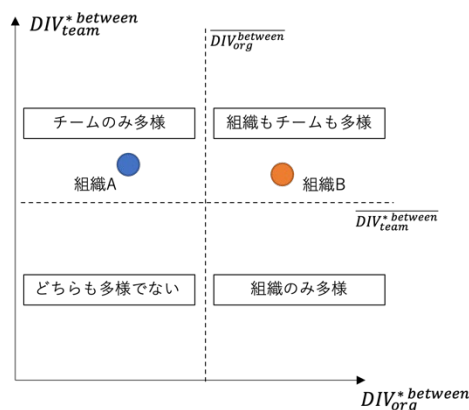 DIV*between team
DIV between org
チームのみ多様
組織もチームも多様
組織A
組織B
DIV*between team
どちらも多様でない
組織のみ多様
DIV*between org